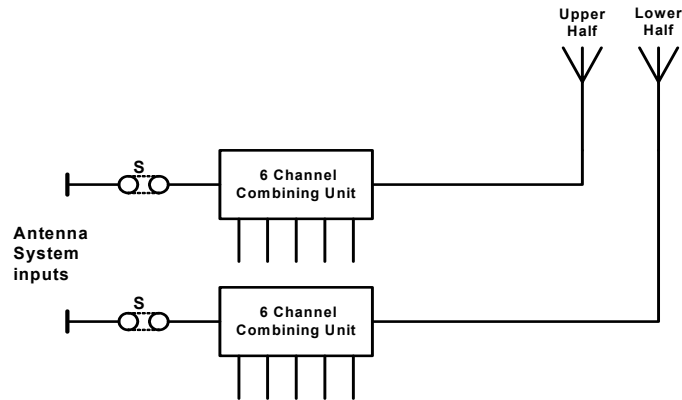 Upper
Half
Lower
Half
S
6 Channel
Combining Unit
Antenna
System
inputs
S
6 Channel
Combining Unit